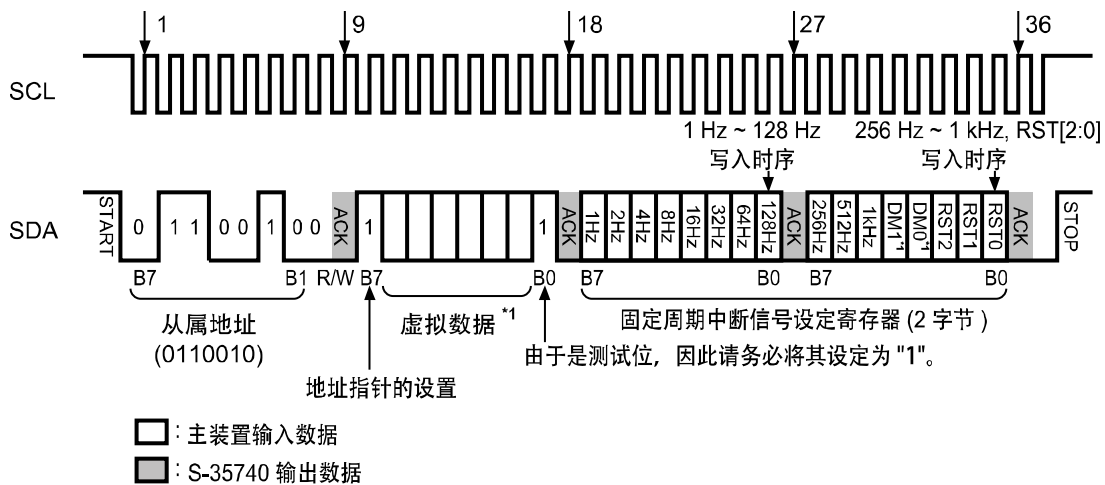 1 9 18 27 36
SCL
1 Hz ~ 128 Hz
写入时序
256 Hz ~ 1 kHz, RST[2:0]
写入时序
SDA
START 0 1 1 0 0 1 0 0 ACK 1 1 ACK 1Hz 2Hz 4Hz 8Hz 16Hz 32Hz 64Hz 128Hz ACK 256Hz 512Hz 1kHz DM1*1 DM0*1 RST2 RST1 RST0 ACK STOP
B7 B1 R/W B7 B0 B7 B0 B7 B0
从属地址
(0110010)
虚拟数据 *1
固定周期中断信号设定寄存器 (2 字节 )
由于是测试位，因此请务必将其设定为 "1"。
地址指针的设置
: 主装置输入数据
: S-35740 输出数据